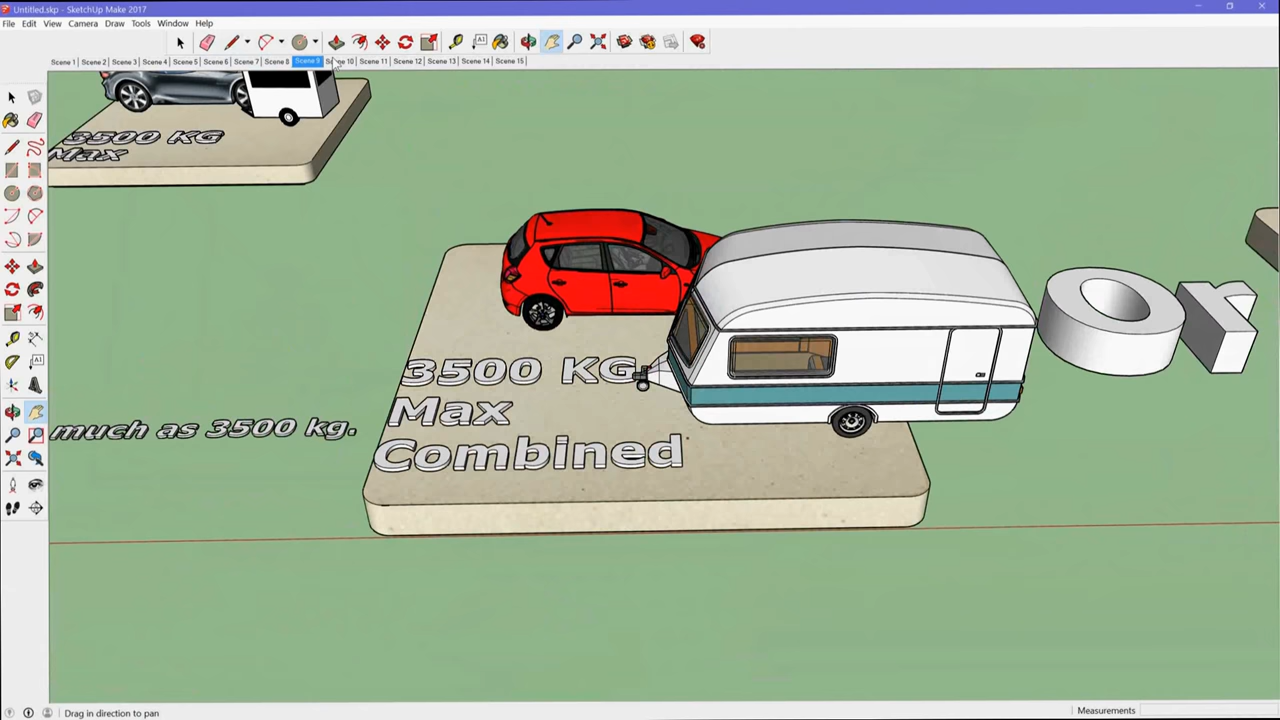 Untitled.skp - SketchUp Make 2017
File Edit View Camera Draw Tools Window Help
Scene 1 Scene 2 Scene 3 Scene 4 Scene 5 Scene 6 Scene 7 Scene 8 Scene 9 Scene 10 Scene 11 Scene 12 Scene 13 Scene 14 Scene 15
3500 KG
Max
3500 KG
Max
Combined
much as 3500 kg.
Or
Drag in direction to pan
Measurements